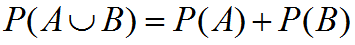 P(A ∪ B) = P(A) + P(B)